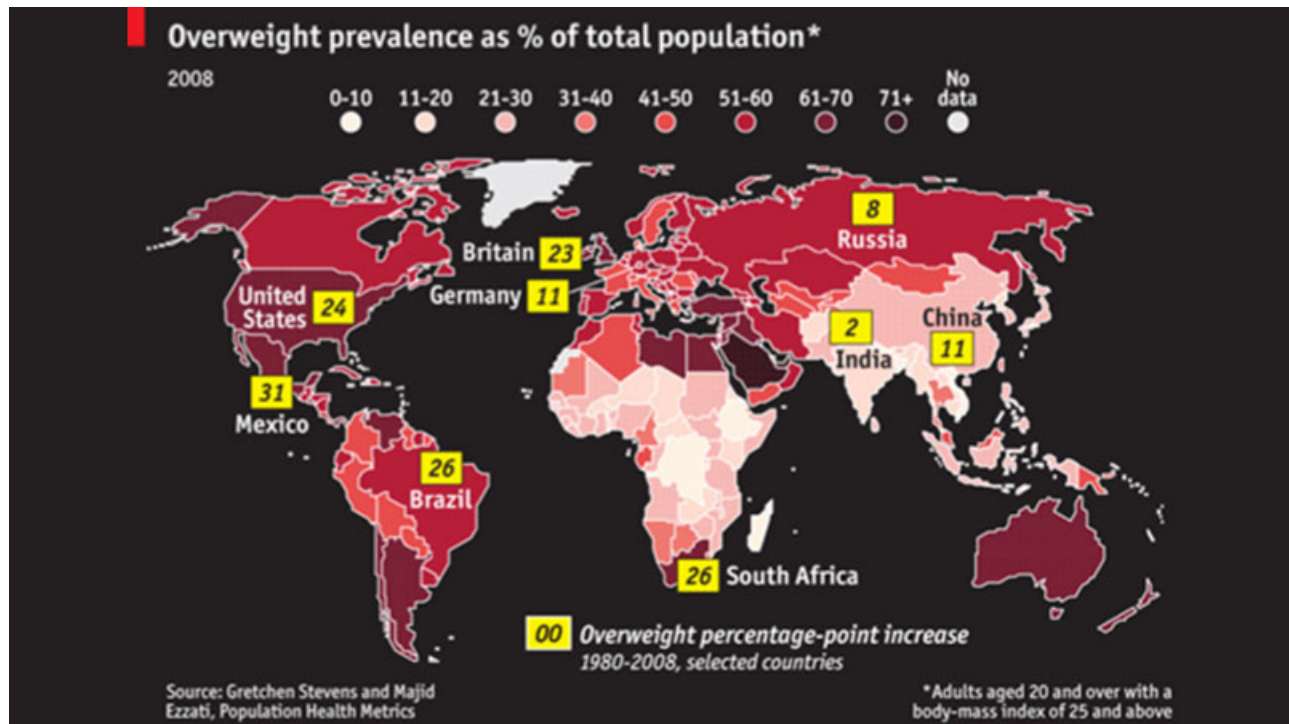 Overweight prevalence as % of total population*
2008
0-10 11-20 21-30 31-40 41-50 51-60 61-70 71+ No data
8
Russia
Britain 23
Germany 11
United States 24
2
India
China
11
31
Mexico
26
Brazil
26 South Africa
00 Overweight percentage-point increase
1980-2008, selected countries
Source: Gretchen Stevens and Majid
Ezzati, Population Health Metrics
*Adults aged 20 and over with a
body-mass index of 25 and above